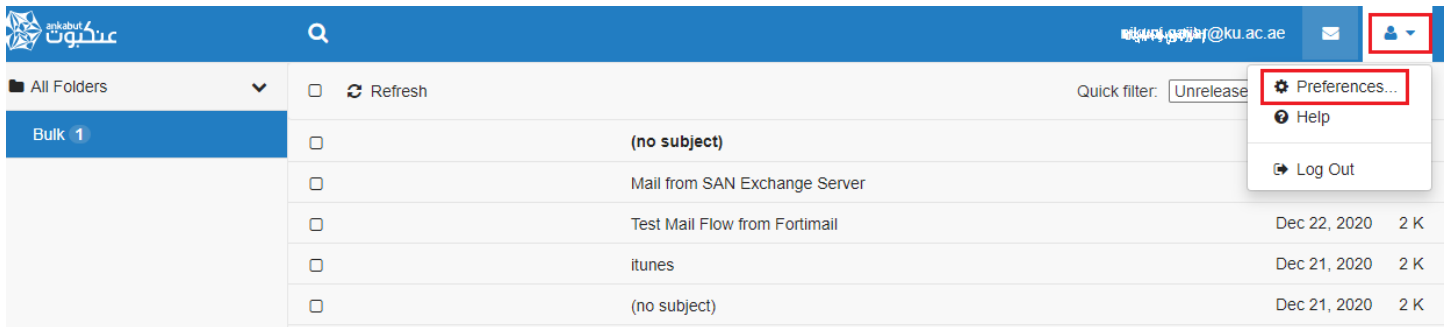 ankabut
عنكبوت
@ku.ac.ae
All Folders
Refresh
Quick filter: Unrelease
Preferences...
Bulk 1
Help
(no subject)
Mail from SAN Exchange Server
Log Out
Test Mail Flow from Fortimail Dec 22, 2020 2 K
itunes Dec 21, 2020 2 K
(no subject) Dec 21, 2020 2 K